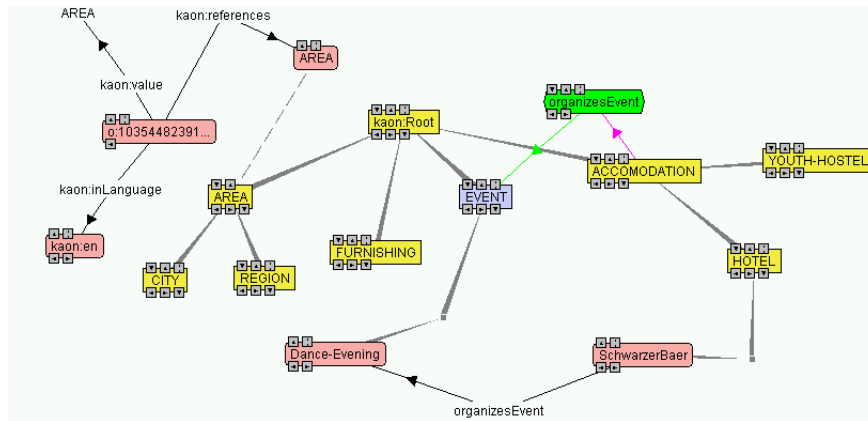 AREA
kaon:references
AREA
kaon:value
organizesEvent
kaon:Root
o:10354482391...
YOUTH-HOSTEL
ACCOMODATION
kaon:inLanguage
AREA
EVENT
kaon:en
FURNISHING
HOTEL
CITY
REGION
Dance-Evening
SchwarzerBaer
organizesEvent